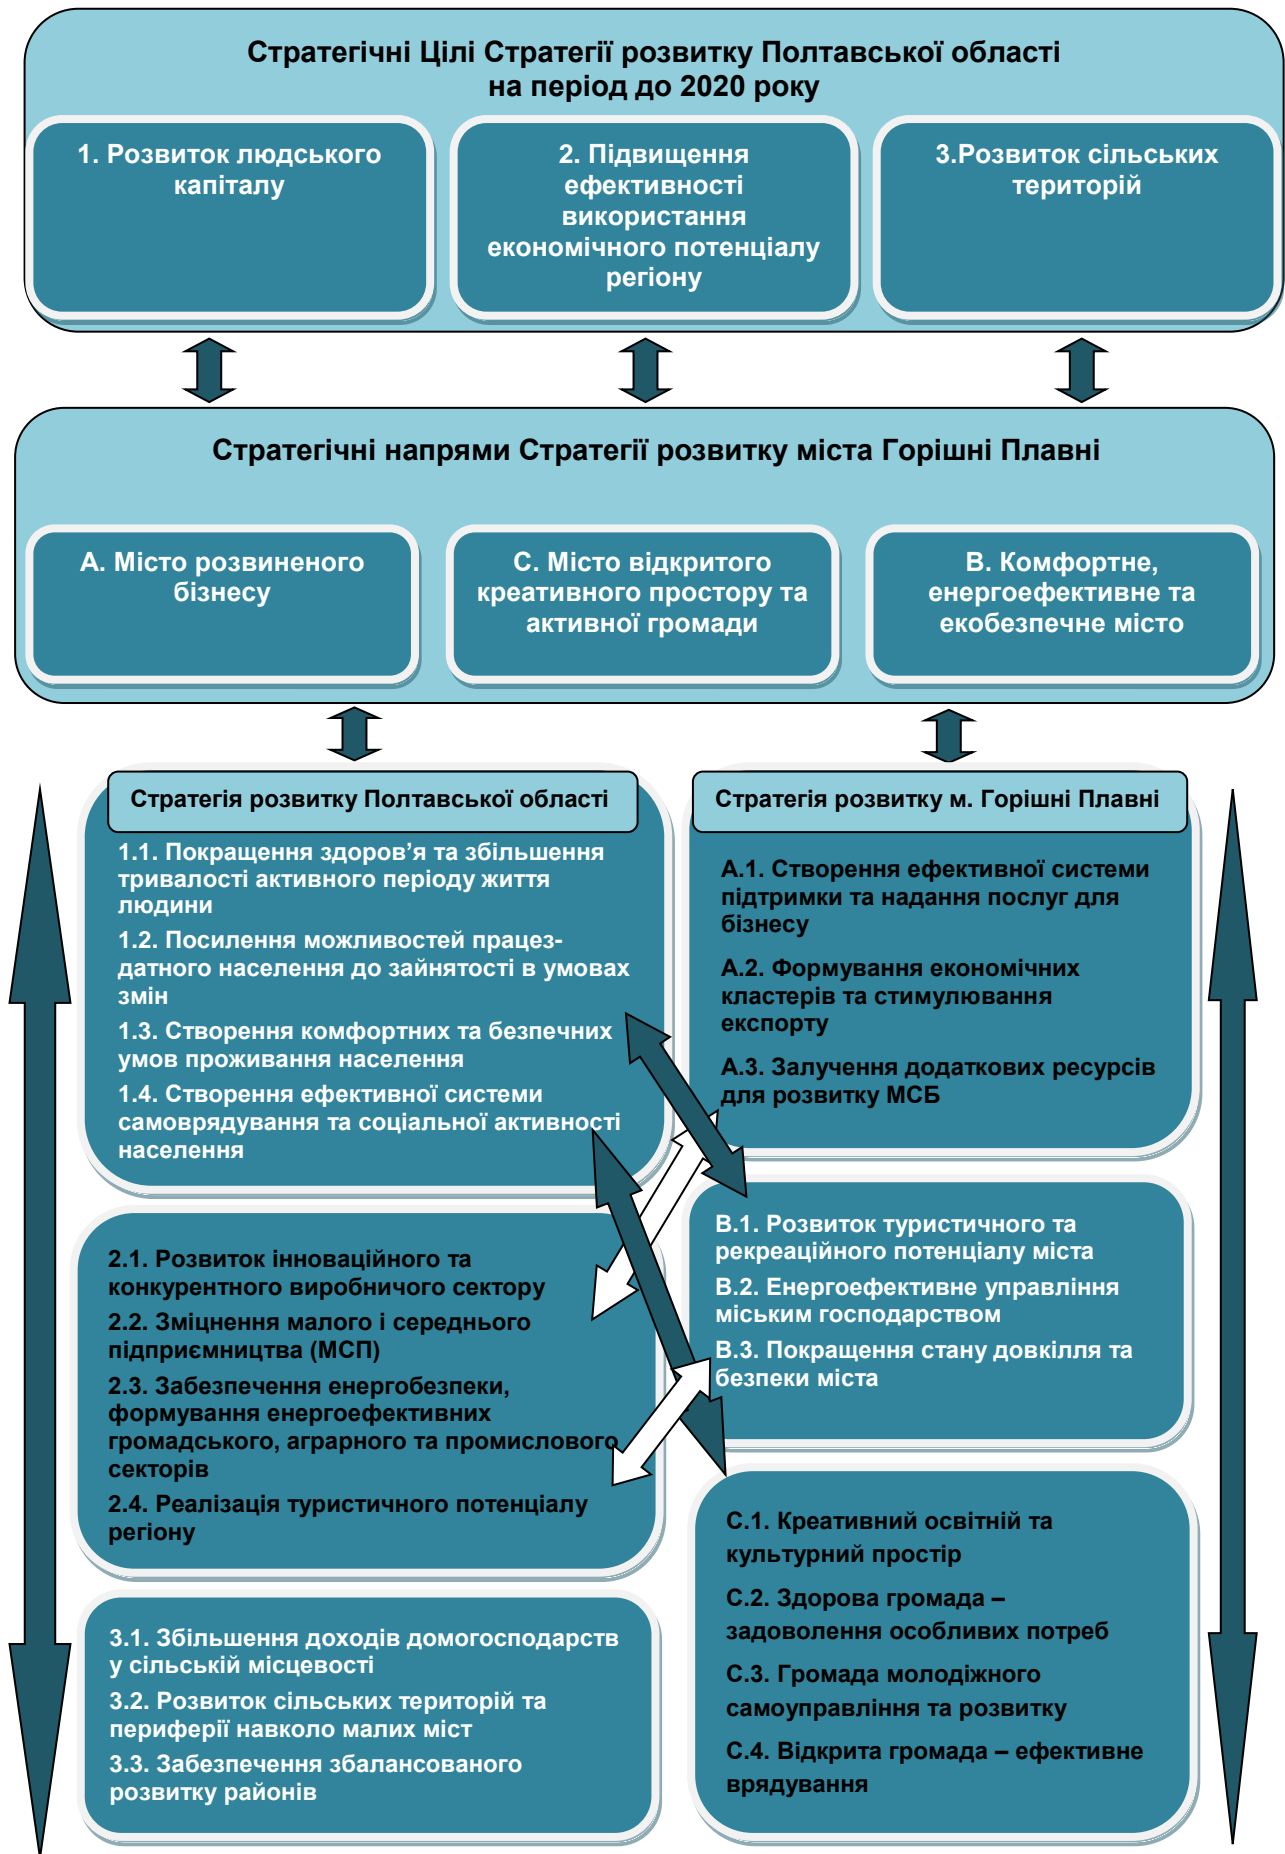 Стратегічні Цілі Стратегії розвитку Полтавської області
на період до 2020 року
1. Розвиток людського
капіталу
2. Підвищення
ефективності
використання
економічного потенціалу
регіону
3.Розвиток сільських
територій
Стратегічні напрями Стратегії розвитку міста Горішні Плавні
А. Місто розвиненого
бізнесу
С. Місто відкритого
креативного простору та
активної громади
В. Комфортне,
енергоефективне та
екобезпечне місто
Стратегія розвитку Полтавської області
1.1. Покращення здоров’я та збільшення
тривалості активного періоду життя
людини
1.2. Посилення можливостей працез-
датного населення до зайнятості в умовах
змін
1.3. Створення комфортних та безпечних
умов проживання населення
1.4. Створення ефективної системи
самоврядування та соціальної активності
населення
2.1. Розвиток інноваційного та
конкурентного виробничого сектору
2.2. Зміцнення малого і середнього
підприємництва (МСП)
2.3. Забезпечення енергобезпеки,
формування енергоефективних
громадського, аграрного та промислового
секторів
2.4. Реалізація туристичного потенціалу
регіону
3.1. Збільшення доходів домогосподарств
у сільській місцевості
3.2. Розвиток сільських територій та
периферії навколо малих міст
3.3. Забезпечення збалансованого
розвитку районів
Стратегія розвитку м. Горішні Плавні
А.1. Створення ефективної системи
підтримки та надання послуг для
бізнесу
А.2. Формування економічних
кластерів та стимулювання
експорту
А.3. Залучення додаткових ресурсів
для розвитку МСБ
В.1. Розвиток туристичного та
рекреаційного потенціалу міста
В.2. Енергоефективне управління
міським господарством
В.3. Покращення стану довкілля та
безпеки міста
С.1. Креативний освітній та
культурний простір
С.2. Здорова громада –
задоволення особливих потреб
С.3. Громада молодіжного
самоуправління та розвитку
С.4. Відкрита громада – ефективне
врядування